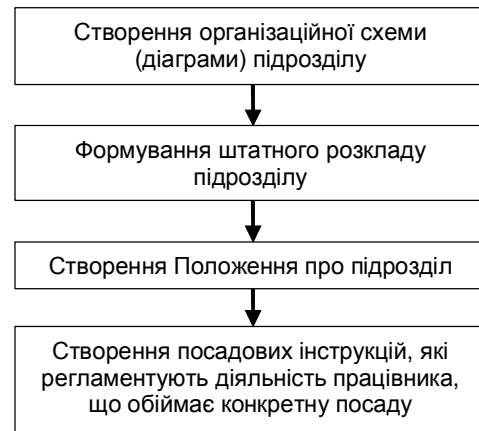 Створення організаційної схеми
(діаграми) підрозділу
Формування штатного розкладу
підрозділу
Створення Положення про підрозділ
Створення посадових інструкцій, які
регламентують діяльність працівника,
що обіймає конкретну посаду